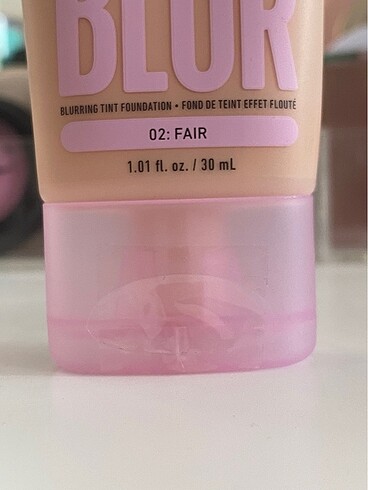 BLUR
BLURRING TINT FOUNDATION • FOND DE TEINT EFFET FLOUTÉ
02: FAIR
1.01 fl. oz. / 30 mL